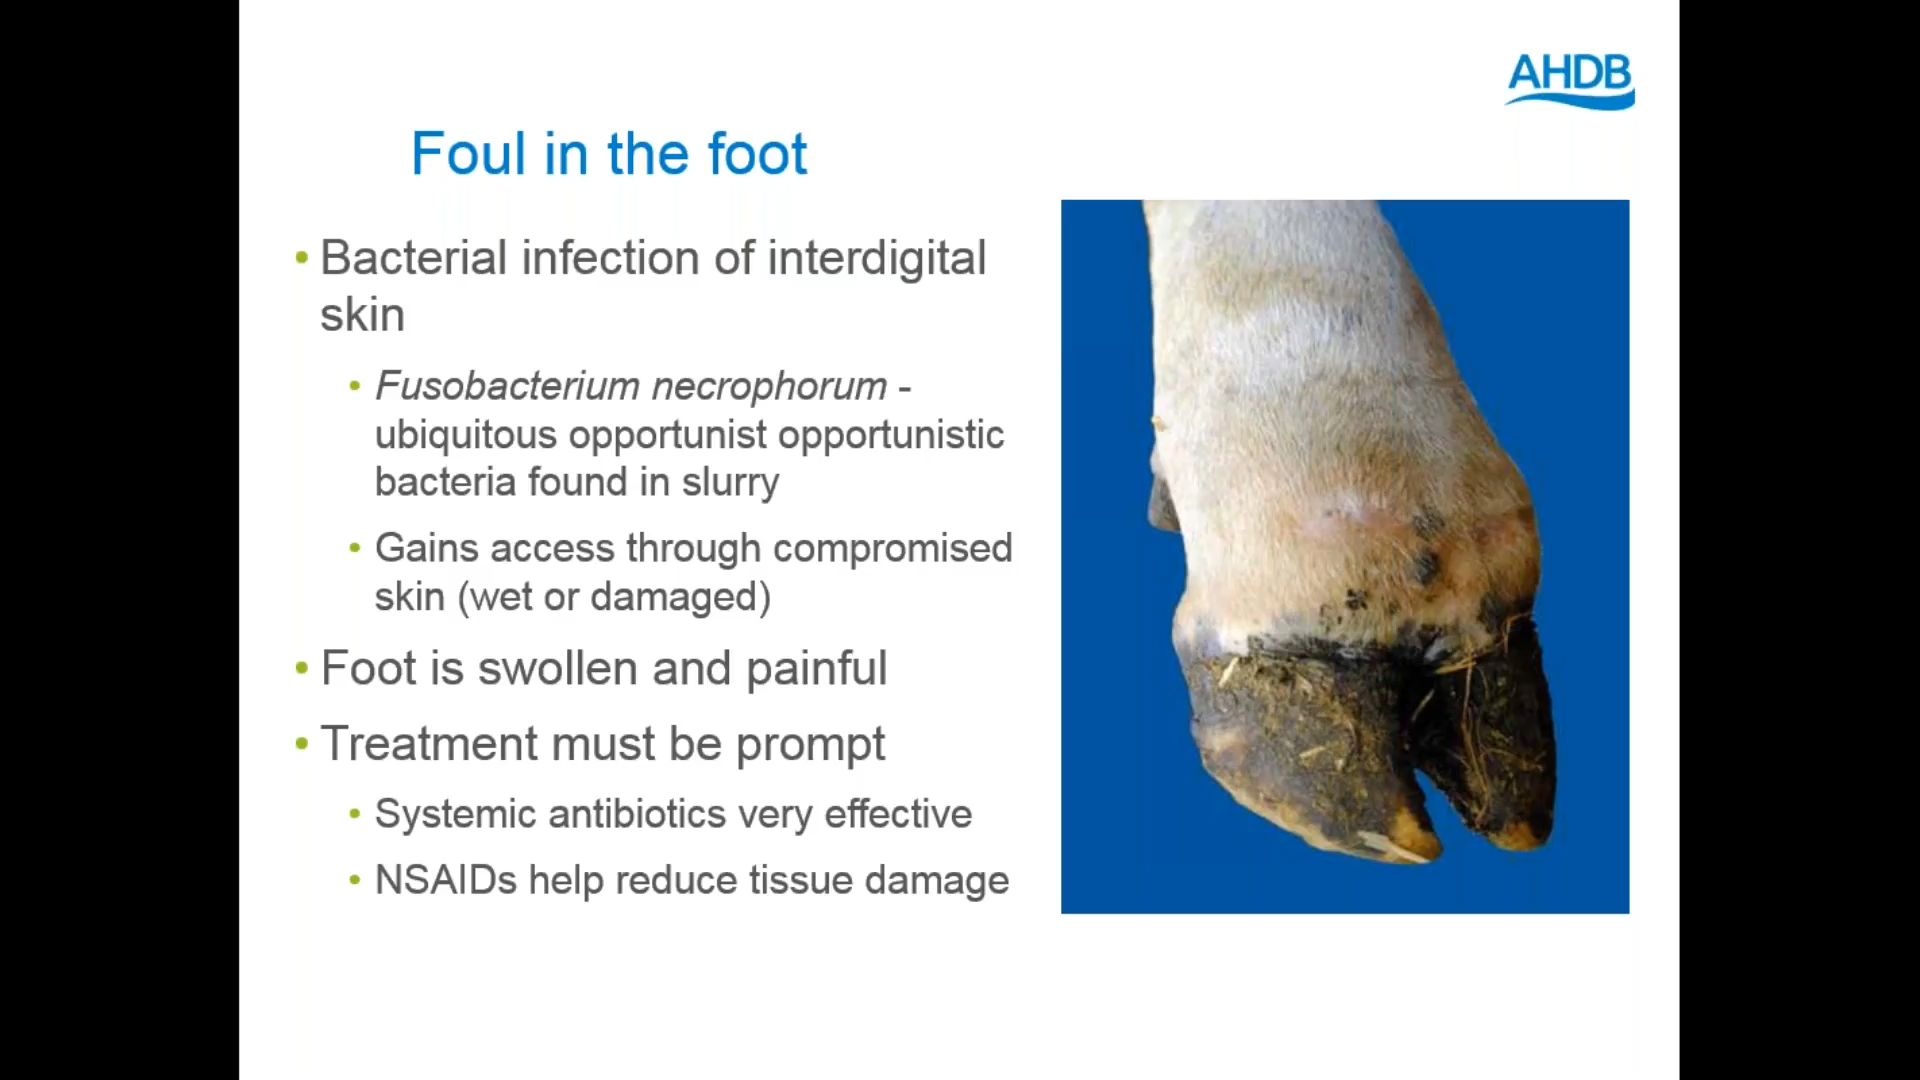 AHDB
Foul in the foot
• Bacterial infection of interdigital
skin
• Fusobacterium necrophorum -
ubiquitous opportunist opportunistic
bacteria found in slurry
• Gains access through compromised
skin (wet or damaged)
• Foot is swollen and painful
• Treatment must be prompt
• Systemic antibiotics very effective
• NSAIDs help reduce tissue damage